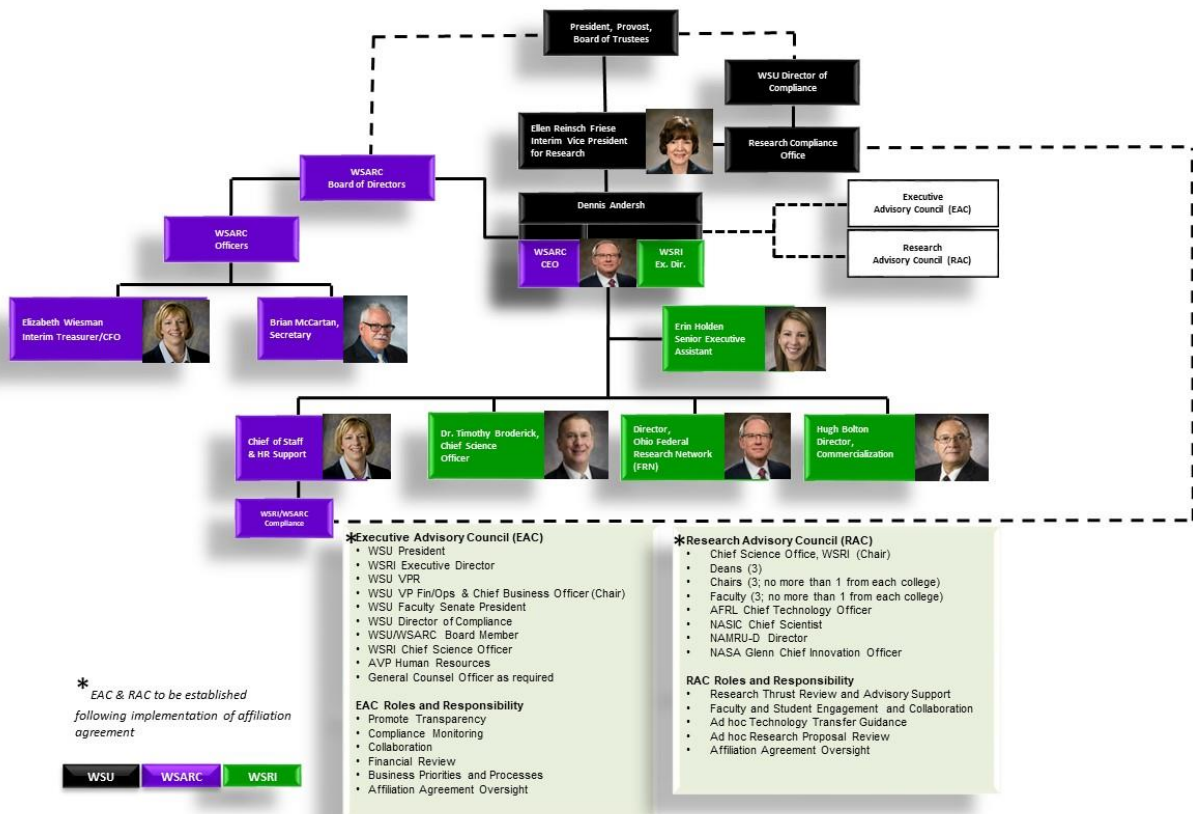 President, Provost,
Board of Trustees
WSU Director of
Compliance
Ellen Reinsch Friese
Interim Vice President
for Research
Research Compliance
Office
WSARC
Board of Directors
Dennis Andersh
Executive
Advisory Council (EAC)
WSARC
Officers
WSARC
CEO
WSRI
Ex. Dir.
Research
Advisory Council (RAC)
Elizabeth Wiesman
Interim Treasurer/CFO
Brian McCartan,
Secretary
Erin Holden
Senior Executive
Assistant
Chief of Staff
& HR Support
Dr. Timothy Broderick,
Chief Science
Officer
Director,
Ohio Federal
Research Network
(FRN)
Hugh Bolton
Director,
Commercialization
WSRI/WSARC
Compliance
*Executive Advisory Council (EAC)
• WSU President
• WSRI Executive Director
• WSU VPR
• WSU VP Fin/Ops & Chief Business Officer (Chair)
• WSU Faculty Senate President
• WSU Director of Compliance
• WSU/WSARC Board Member
• WSRI Chief Science Officer
• AVP Human Resources
• General Counsel Officer as required
EAC Roles and Responsibility
• Promote Transparency
• Compliance Monitoring
• Collaboration
• Financial Review
• Business Priorities and Processes
• Affiliation Agreement Oversight
*Research Advisory Council (RAC)
• Chief Science Office, WSRI (Chair)
• Deans (3)
• Chairs (3; no more than 1 from each college)
• Faculty (3; no more than 1 from each college)
• AFRL Chief Technology Officer
• NASIC Chief Scientist
• NAMRU-D Director
• NASA Glenn Chief Innovation Officer
RAC Roles and Responsibility
• Research Thrust Review and Advisory Support
• Faculty and Student Engagement and Collaboration
• Ad hoc Technology Transfer Guidance
• Ad hoc Research Proposal Review
• Affiliation Agreement Oversight
* EAC & RAC to be established
following implementation of affiliation
agreement
WSU
WSARC
WSRI